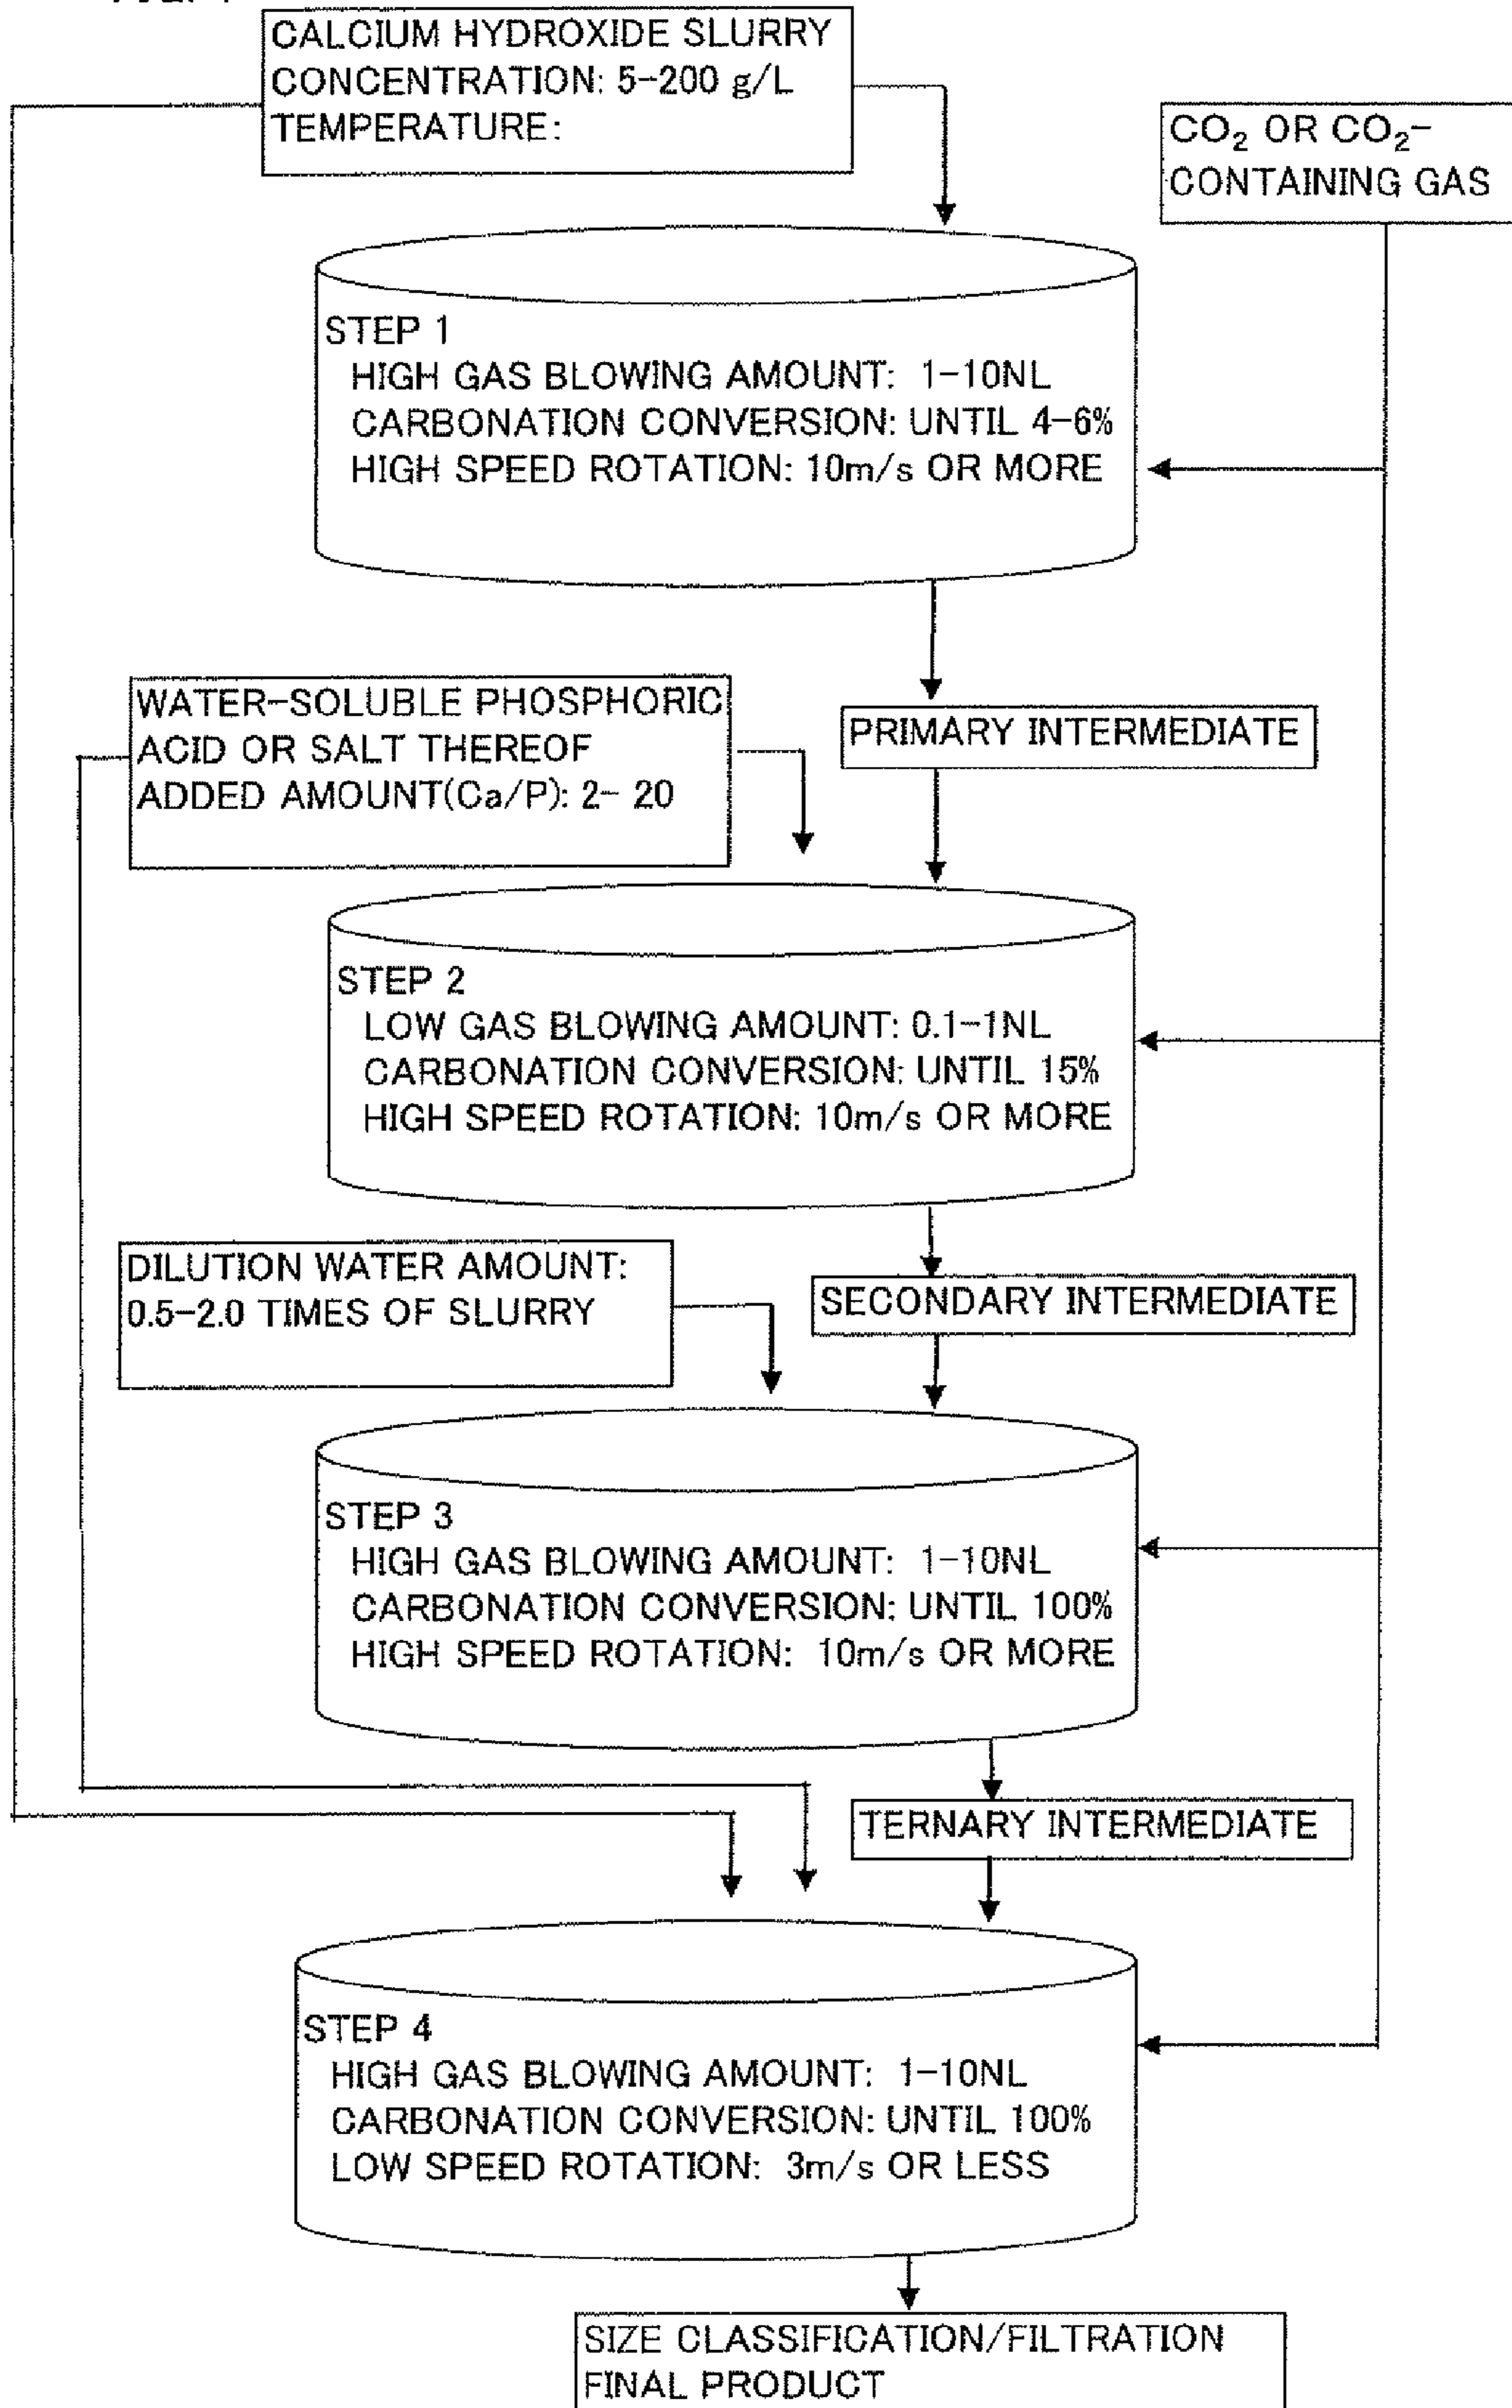 CALCIUM HYDROXIDE SLURRY
CONCENTRATION: 5-200 g/L
TEMPERATURE:
CO₂ OR CO₂-
CONTAINING GAS
STEP 1
HIGH GAS BLOWING AMOUNT: 1-10NL
CARBONATION CONVERSION: UNTIL 4-6%
HIGH SPEED ROTATION: 10m/s OR MORE
WATER-SOLUBLE PHOSPHORIC
ACID OR SALT THEREOF
ADDED AMOUNT(Ca/P): 2- 20
PRIMARY INTERMEDIATE
STEP 2
LOW GAS BLOWING AMOUNT: 0.1-1NL
CARBONATION CONVERSION: UNTIL 15%
HIGH SPEED ROTATION: 10m/s OR MORE
DILUTION WATER AMOUNT:
0.5-2.0 TIMES OF SLURRY
SECONDARY INTERMEDIATE
STEP 3
HIGH GAS BLOWING AMOUNT: 1-10NL
CARBONATION CONVERSION: UNTIL 100%
HIGH SPEED ROTATION: 10m/s OR MORE
TERNARY INTERMEDIATE
STEP 4
HIGH GAS BLOWING AMOUNT: 1-10NL
CARBONATION CONVERSION: UNTIL 100%
LOW SPEED ROTATION: 3m/s OR LESS
SIZE CLASSIFICATION/FILTRATION
FINAL PRODUCT